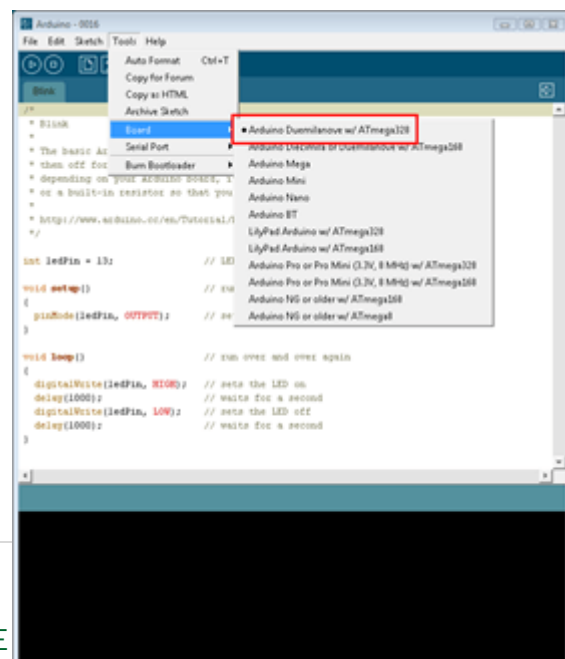 Arduino - 0016
File Edit Sketch Tools Help
Auto Format Ctrl+T
Copy for Forum
Copy as HTML
Archive Sketch
Board
Serial Port
Burn Bootloader
Arduino Duemilanove w/ ATmega328
Arduino Diecimila or Duemilanove w/ ATmega168
Arduino Mega
Arduino Mini
Arduino Nano
Arduino BT
LilyPad Arduino w/ ATmega328
LilyPad Arduino w/ ATmega168
Arduino Pro or Pro Mini (3.3V, 8 MHz) w/ ATmega328
Arduino Pro or Pro Mini (3.3V, 8 MHz) w/ ATmega168
Arduino NG or older w/ ATmega168
Arduino NG or older w/ ATmega8
Blink
/*
* Blink
*
* The basic Ar
* then off for
* depending on your Arduino board, i
* or a built-in resistor so that you
*
* http://www.arduino.cc/en/Tutorial/
*/
int ledPin = 13; // LE
void setup() // ru
{
pinMode(ledPin, OUTPUT); // se
}
void loop() // run over and over again
{
digitalWrite(ledPin, HIGH); // sets the LED on
delay(1000); // waits for a second
digitalWrite(ledPin, LOW); // sets the LED off
delay(1000); // waits for a second
}